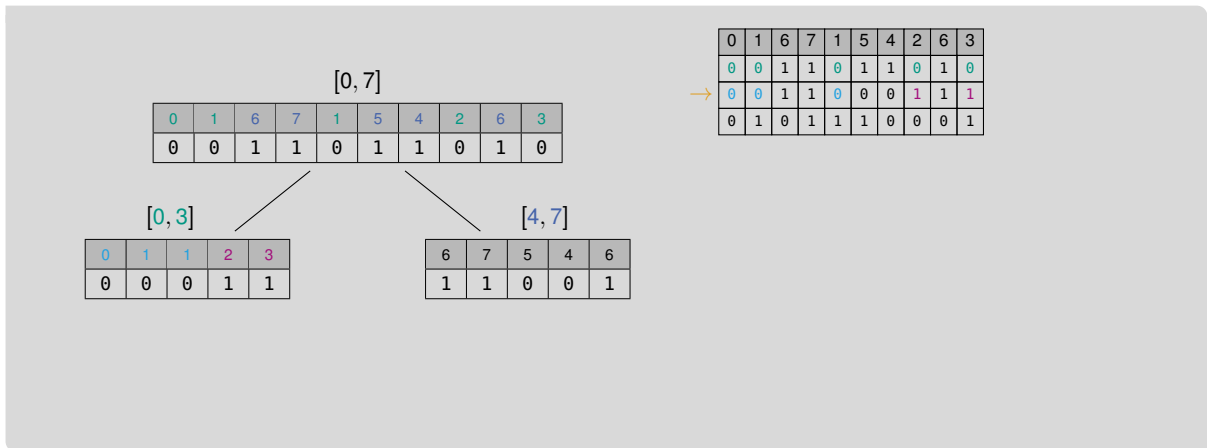 [0, 7]
0 1 6 7 1 5 4 2 6 3
0 0 1 1 0 1 1 0 1 0
[0, 3]
0 1 1 2 3
0 0 0 1 1
[4, 7]
6 7 5 4 6
1 1 0 0 1
0 1 6 7 1 5 4 2 6 3
0 0 1 1 0 1 1 0 1 0
→ 0 0 1 1 0 0 0 1 1 1
0 1 0 1 1 1 0 0 0 1